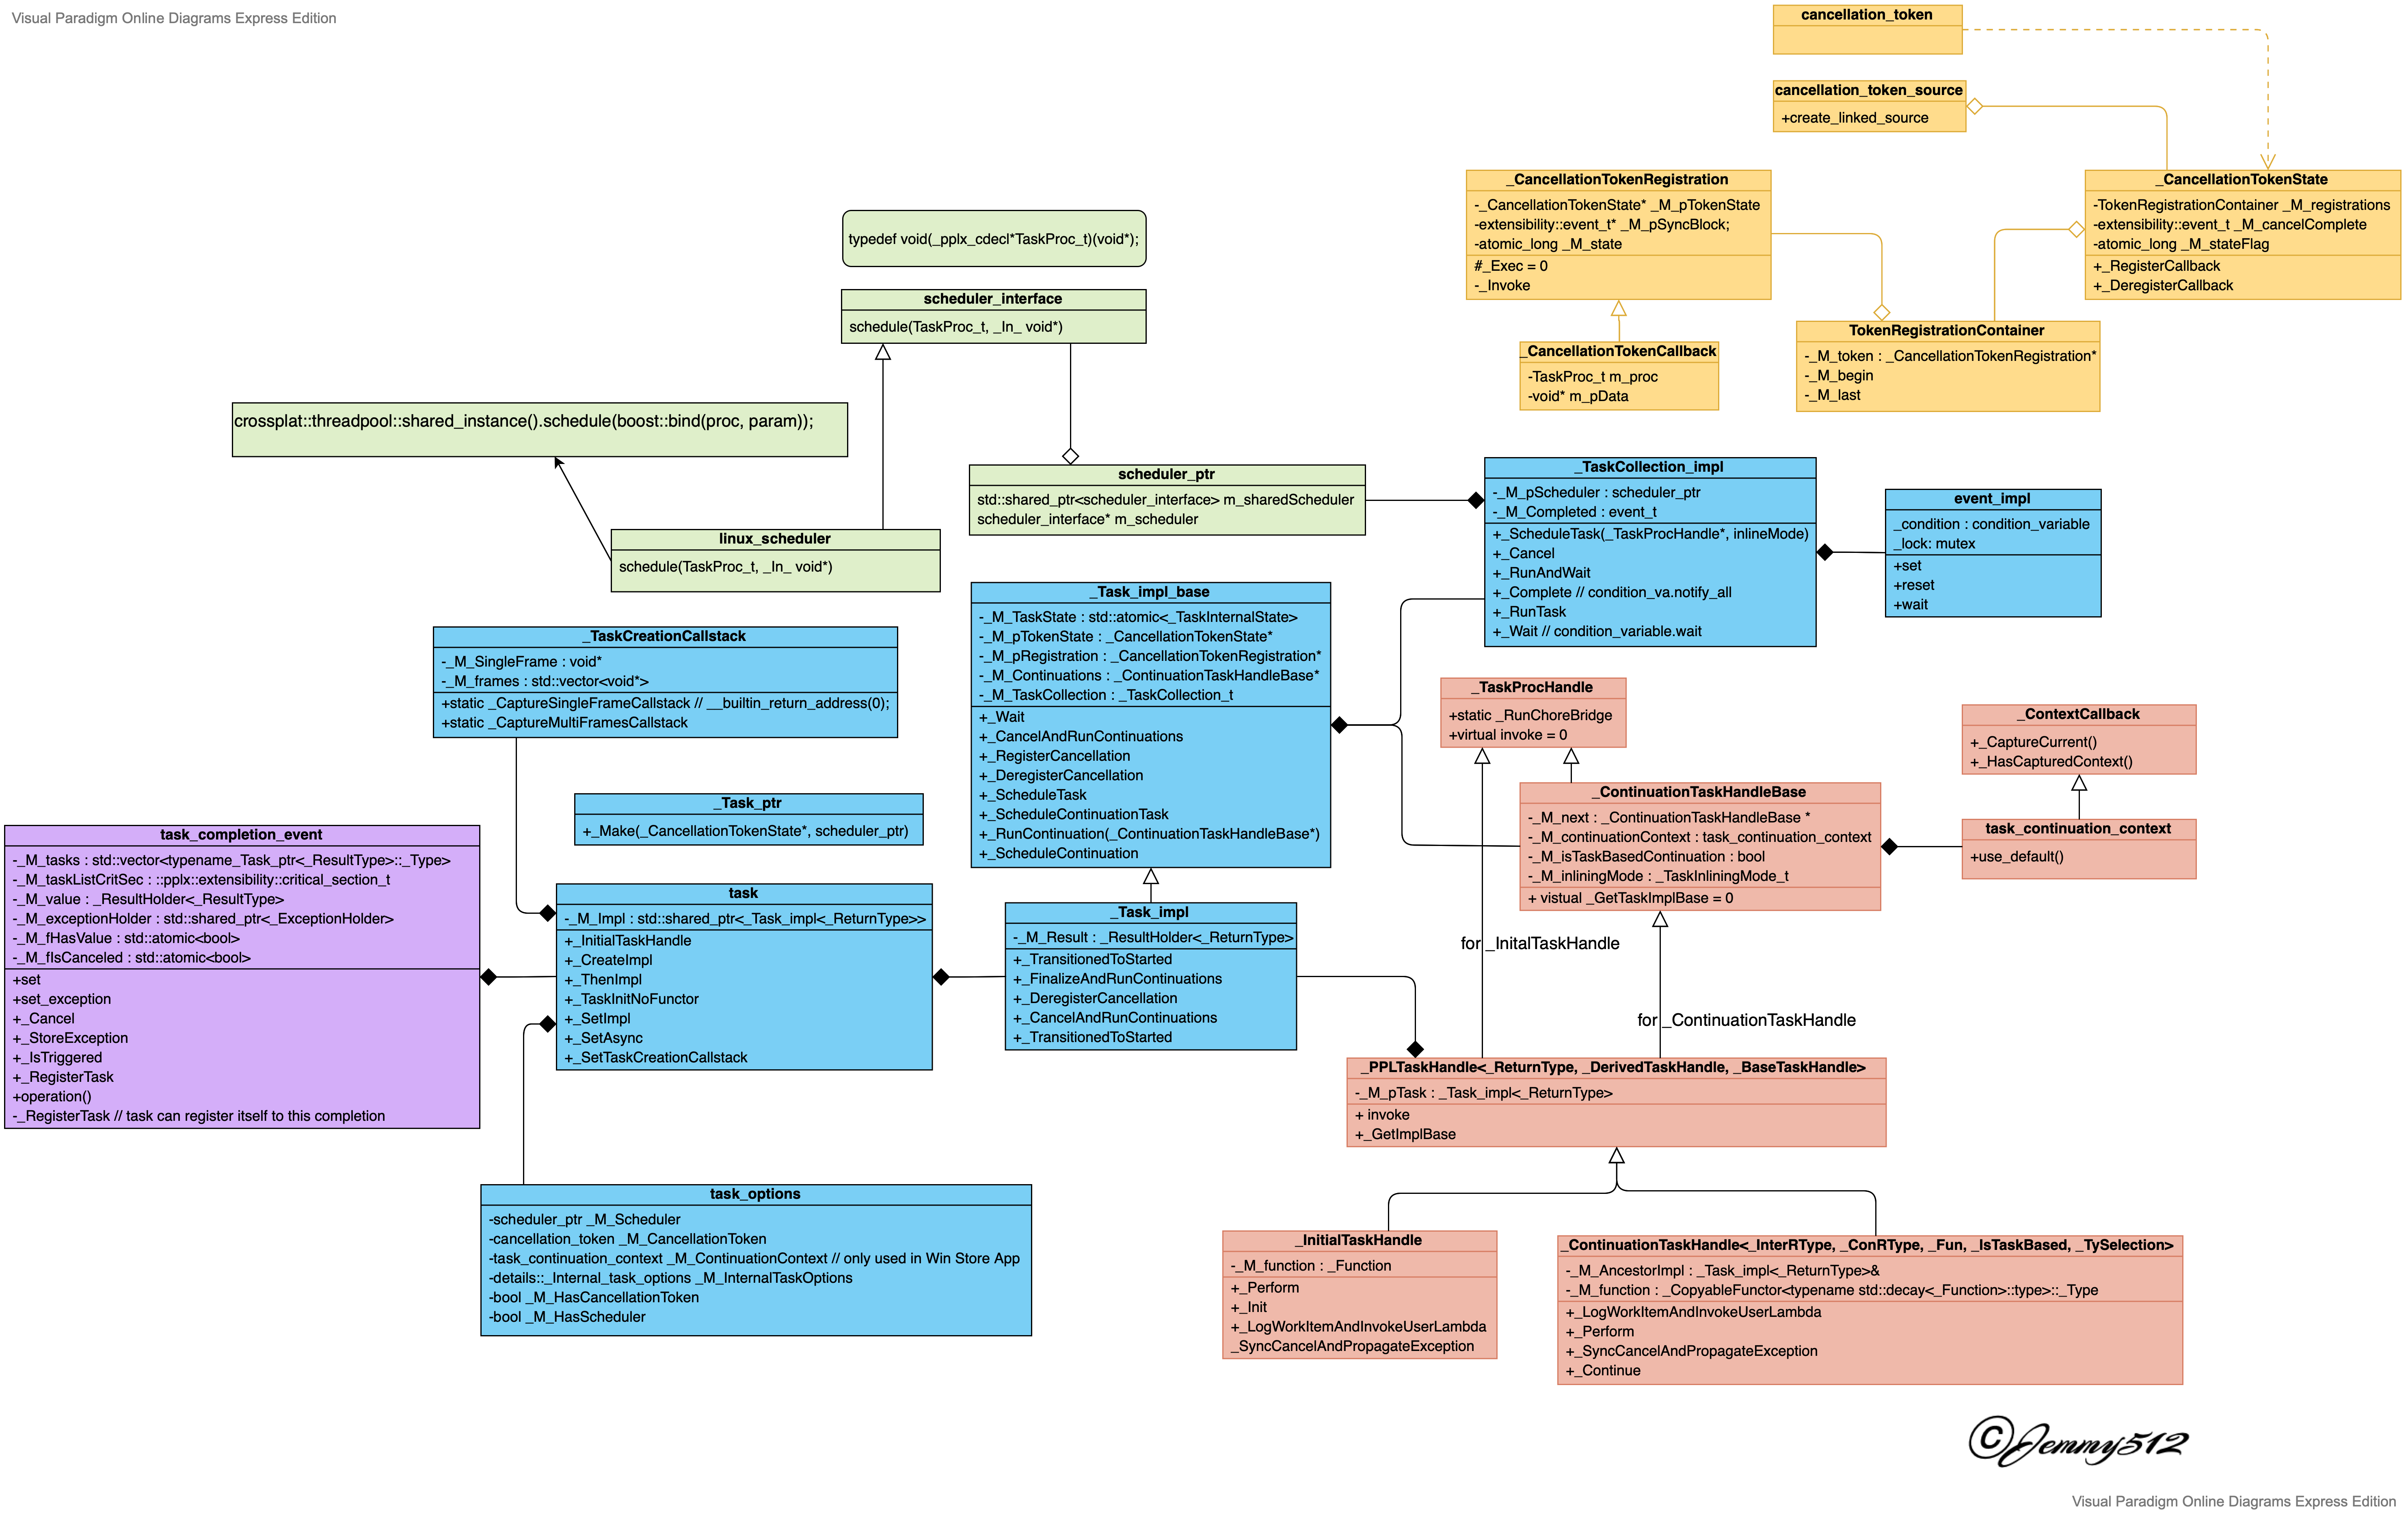 Visual Paradigm Online Diagrams Express Edition
cancellation_token
cancellation_token_source
+create_linked_source
_CancellationTokenRegistration
-_CancellationTokenState* _M_pTokenState
-extensibility::event_t* _M_pSyncBlock;
-atomic_long _M_state
#_Exec = 0
-_Invoke
_CancellationTokenState
-TokenRegistrationContainer _M_registrations
-extensibility::event_t _M_cancelComplete
-atomic_long _M_stateFlag
+_RegisterCallback
+_DeregisterCallback
_CancellationTokenCallback
-TaskProc_t m_proc
-void* m_pData
TokenRegistrationContainer
-_M_token : _CancellationTokenRegistration*
-_M_begin
-_M_last
typedef void(_pplx_cdecl*TaskProc_t)(void*);
scheduler_interface
schedule(TaskProc_t, _In_ void*)
crossplat::threadpool::shared_instance().schedule(boost::bind(proc, param));
scheduler_ptr
std::shared_ptr<scheduler_interface> m_sharedScheduler
scheduler_interface* m_scheduler
linux_scheduler
schedule(TaskProc_t, _In_ void*)
_TaskCollection_impl
-_M_pScheduler : scheduler_ptr
-_M_Completed : event_t
+_ScheduleTask(_TaskProcHandle*, inlineMode)
+_Cancel
+_RunAndWait
+_Complete // condition_va.notify_all
+_RunTask
+_Wait // condition_variable.wait
event_impl
_condition : condition_variable
_lock: mutex
+set
+reset
+wait
_Task_impl_base
-_M_TaskState : std::atomic<_TaskInternalState>
-_M_pTokenState : _CancellationTokenState*
-_M_pRegistration : _CancellationTokenRegistration*
-_M_Continuations : _ContinuationTaskHandleBase*
-_M_TaskCollection : _TaskCollection_t
+_Wait
+_CancelAndRunContinuations
+_RegisterCancellation
+_DeregisterCancellation
+_ScheduleTask
+_ScheduleContinuationTask
+_RunContinuation(_ContinuationTaskHandleBase*)
+_ScheduleContinuation
_TaskCreationCallstack
-_M_SingleFrame : void*
-_M_frames : std::vector<void*>
+static _CaptureSingleFrameCallstack // __builtin_return_address(0);
+static _CaptureMultiFramesCallstack
_TaskProcHandle
+static _RunChoreBridge
+virtual invoke = 0
_ContextCallback
+_CaptureCurrent()
+_HasCapturedContext()
_ContinuationTaskHandleBase
-_M_next : _ContinuationTaskHandleBase *
-_M_continuationContext : task_continuation_context
-_M_isTaskBasedContinuation : bool
-_M_inliningMode : _TaskInliningMode_t
+ vistual _GetTaskImplBase = 0
task_continuation_context
+use_default()
_Task_ptr
+_Make(_CancellationTokenState*, scheduler_ptr)
task_completion_event
-_M_tasks : std::vector<typename_Task_ptr<_ResultType>::_Type>
-_M_taskListCritSec : ::pplx::extensibility::critical_section_t
-_M_value : _ResultHolder<_ResultType>
-_M_exceptionHolder : std::shared_ptr<_ExceptionHolder>
-_M_fHasValue : std::atomic<bool>
-_M_fIsCanceled : std::atomic<bool>
+set
+set_exception
+_Cancel
+_StoreException
+_IsTriggered
+_RegisterTask
+operation()
-_RegisterTask // task can register itself to this completion
task
-_M_Impl : std::shared_ptr<_Task_impl<_ReturnType>>
+_InitialTaskHandle
+_CreateImpl
+_ThenImpl
+_TaskInitNoFunctor
+_SetImpl
+_SetAsync
+_SetTaskCreationCallstack
_Task_impl
-_M_Result : _ResultHolder<_ReturnType>
+_TransitionedToStarted
+_FinalizeAndRunContinuations
+_DeregisterCancellation
+_CancelAndRunContinuations
+_TransitionedToStarted
for _InitalTaskHandle
for _ContinuationTaskHandle
_PPLTaskHandle<_ReturnType, _DerivedTaskHandle, _BaseTaskHandle>
-_M_pTask : _Task_impl<_ReturnType>
+ invoke
+_GetImplBase
task_options
-scheduler_ptr _M_Scheduler
-cancellation_token _M_CancellationToken
-task_continuation_context _M_ContinuationContext // only used in Win Store App
-details::_Internal_task_options _M_InternalTaskOptions
-bool _M_HasCancellationToken
-bool _M_HasScheduler
_InitialTaskHandle
-_M_function : _Function
+_Perform
+_Init
+_LogWorkItemAndInvokeUserLambda
_SyncCancelAndPropagateException
_ContinuationTaskHandle<_InterRType, _ConRType, _Fun, _IsTaskBased, _TySelection>
-_M_AncestorImpl : _Task_impl<_ReturnType>&
-_M_function : _CopyableFunctor<typename std::decay<_Function>::type>::_Type
+_LogWorkItemAndInvokeUserLambda
+_Perform
+_SyncCancelAndPropagateException
+_Continue
©Jemmy512
Visual Paradigm Online Diagrams Express Edition